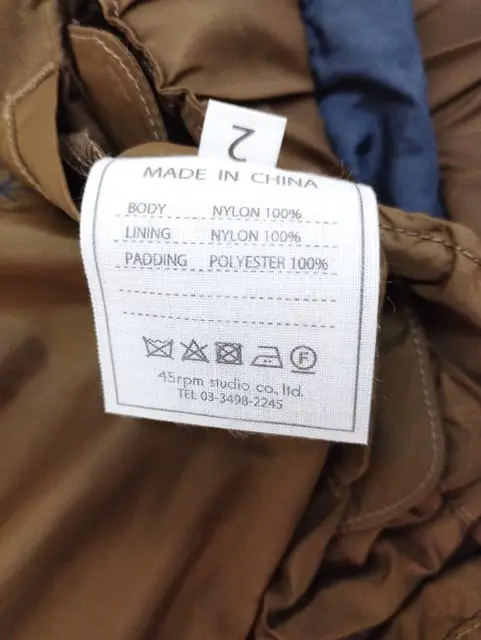 2
MADE IN CHINA
BODY NYLON 100%
LINING NYLON 100%
PADDING POLYESTER 100%
F
45rpm studio co., ltd.
TEL 03-3498-2245